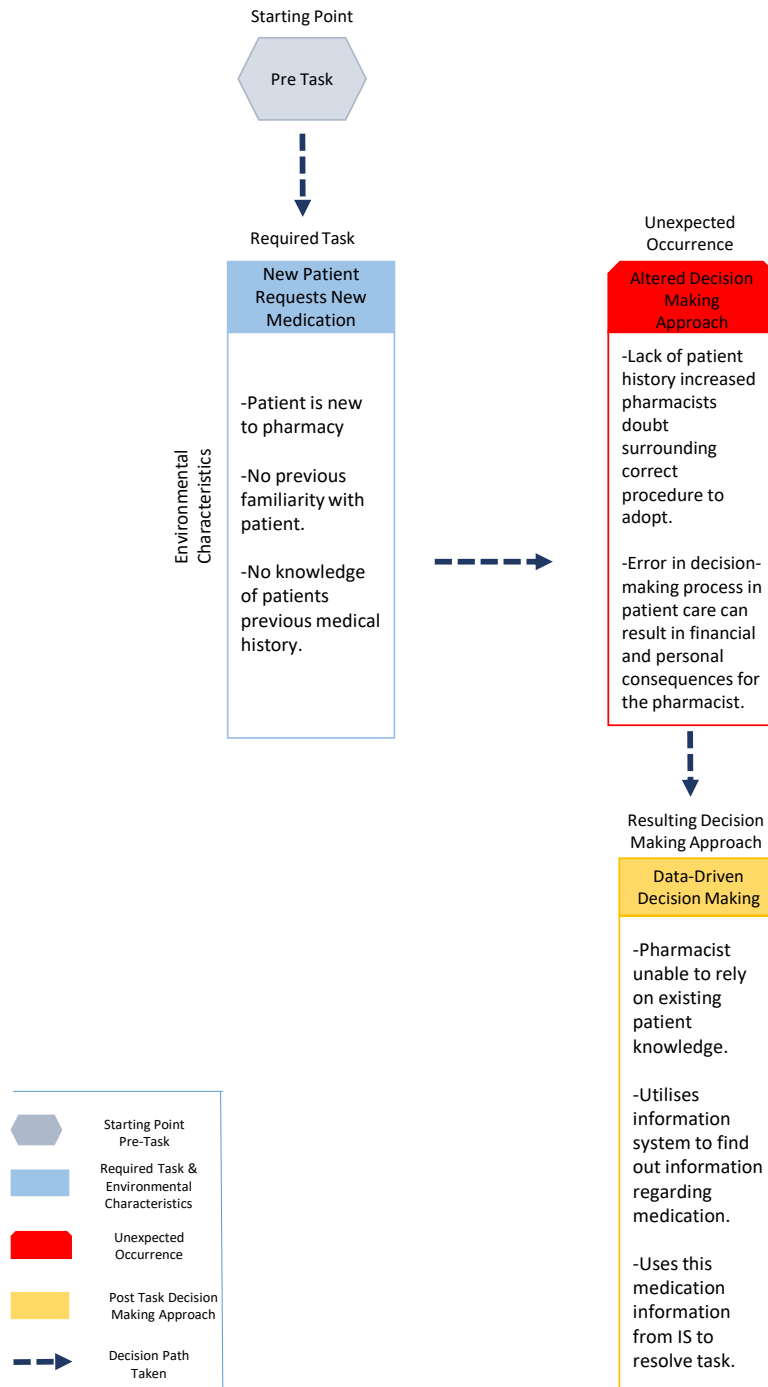 Starting Point
Pre Task
Required Task
New Patient
Requests New
Medication
Environmental
Characteristics
-Patient is new
to pharmacy
-No previous
familiarity with
patient.
-No knowledge
of patients
previous medical
history.
Unexpected
Occurrence
Altered Decision
Making
Approach
-Lack of patient
history increased
pharmacists
doubt
surrounding
correct
procedure to
adopt.
-Error in decision-
making process in
patient care can
result in financial
and personal
consequences for
the pharmacist.
Resulting Decision
Making Approach
Data-Driven
Decision Making
-Pharmacist
unable to rely
on existing
patient
knowledge.
-Utilises
information
system to find
out information
regarding
medication.
-Uses this
medication
information
from IS to
resolve task.
Starting Point
Pre-Task
Required Task &
Environmental
Characteristics
Unexpected
Occurrence
Post Task Decision
Making Approach
Decision Path
Taken